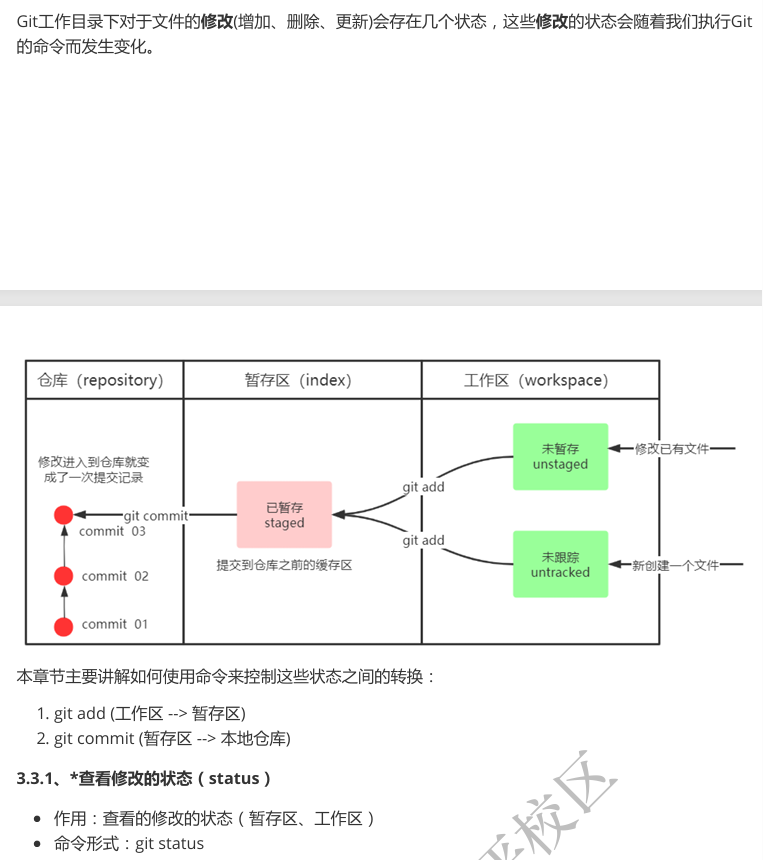 Git工作目录下对于文件的修改(增加、删除、更新)会存在几个状态，这些修改的状态会随着我们执行Git
的命令而发生变化。
仓库（repository）
暂存区（index）
工作区（workspace）
修改进入到仓库就变
成了一次提交记录
git commit
commit 03
commit 02
commit 01
已暂存
staged
提交到仓库之前的缓存区
git add
git add
未暂存
unstaged
修改已有文件
未跟踪
untracked
新创建一个文件
本章节主要讲解如何使用命令来控制这些状态之间的转换：
1. git add (工作区 --> 暂存区)
2. git commit (暂存区 --> 本地仓库)
3.3.1、*查看修改的状态（status）
作用：查看的修改的状态（暂存区、工作区）
命令形式：git status
校区